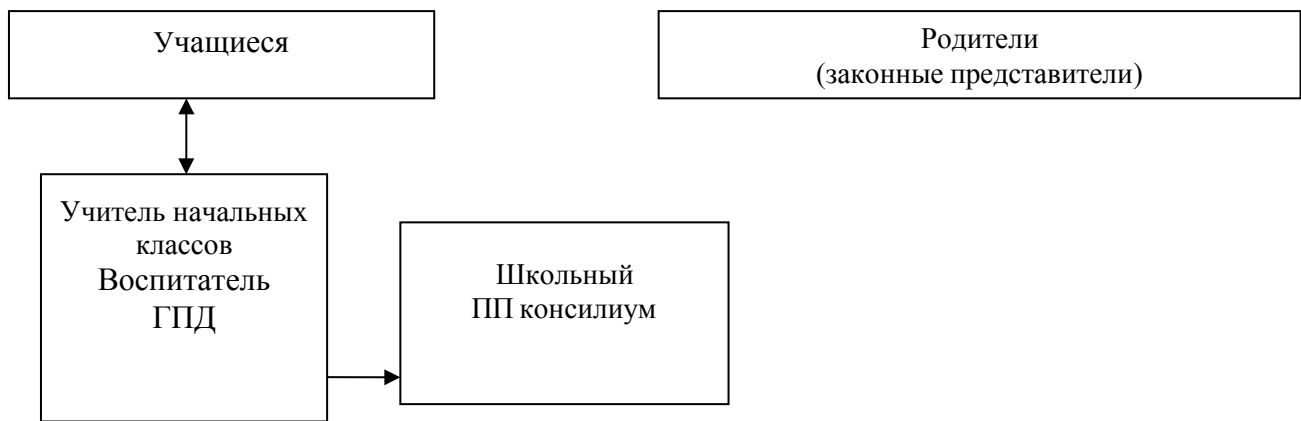 Учащиеся
Родители
(законные представители)
Учитель начальных
классов
Воспитатель
ГПД
Школьный
ПП консилиум